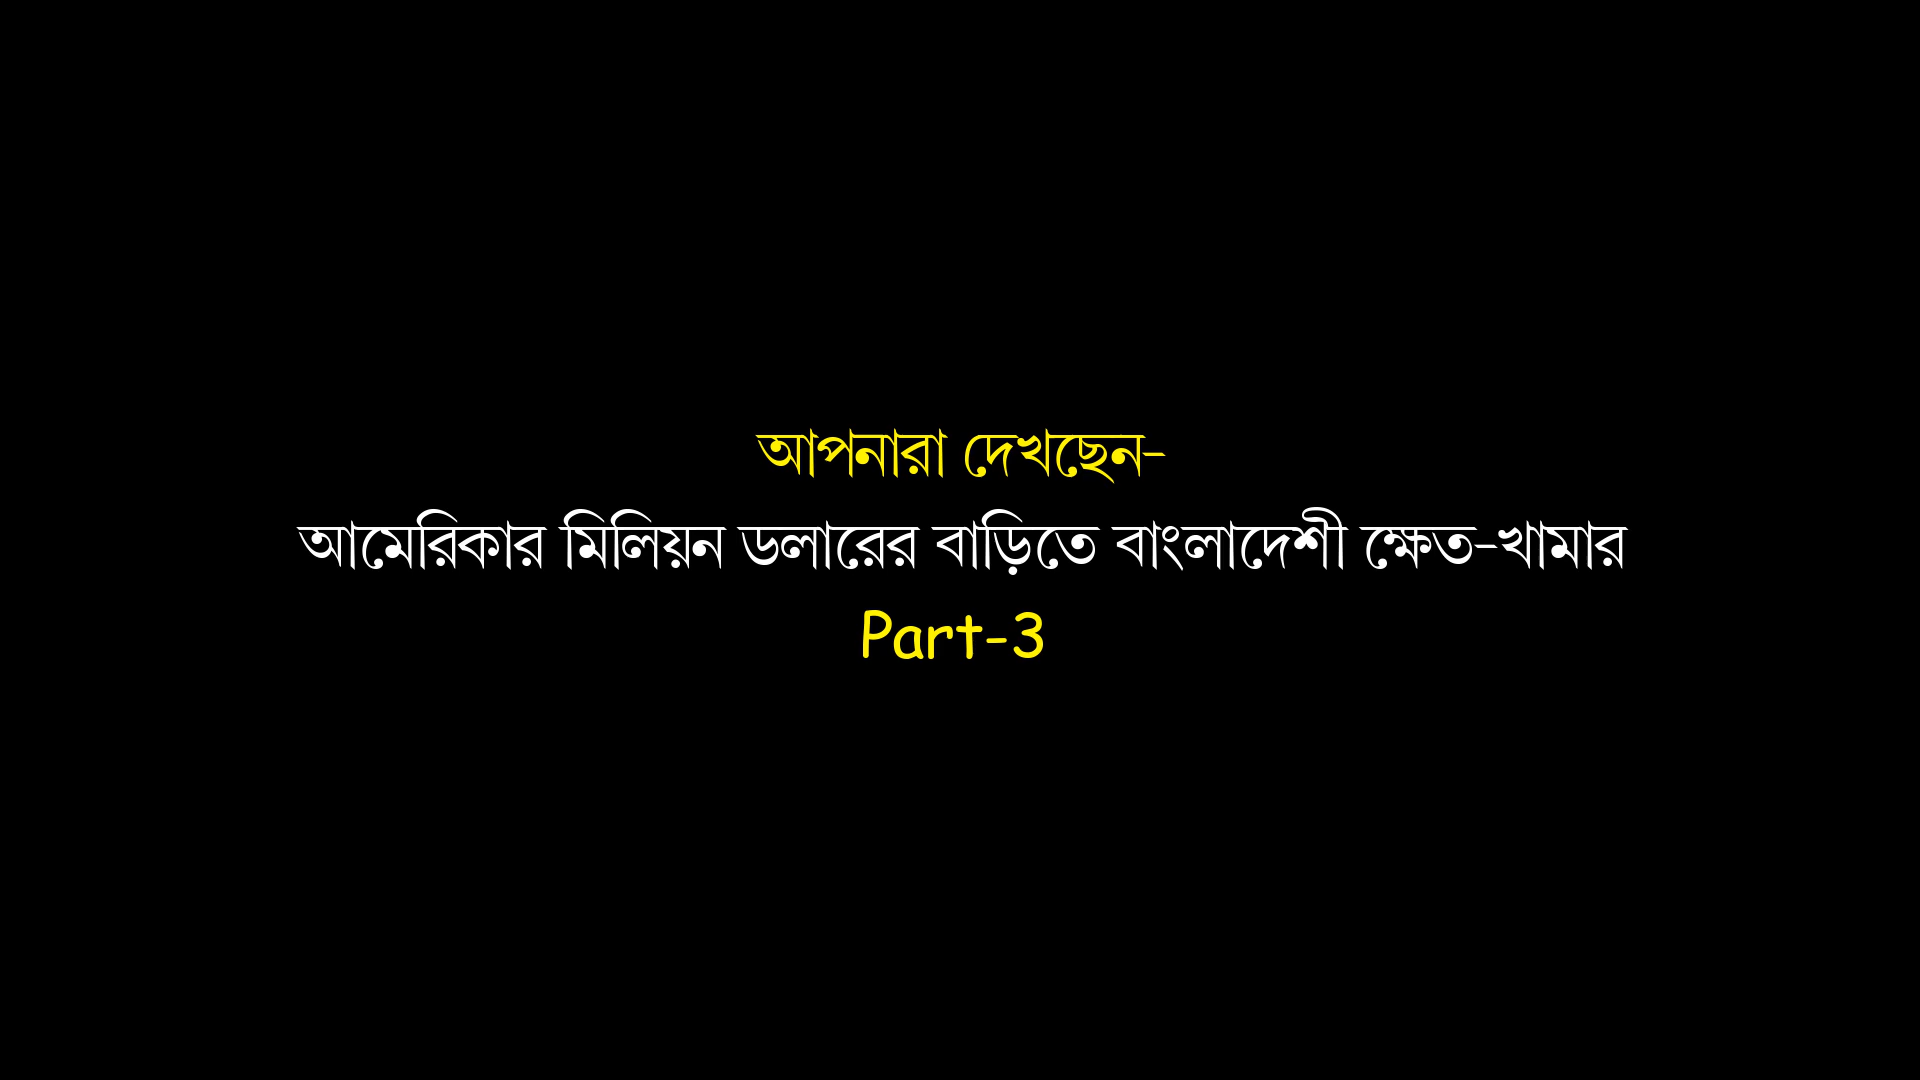 আপনারা দেখছেন-
আমেরিকার মিলিয়ন ডলারের বাড়িতে বাংলাদেশী ক্ষেত-খামার
Part-3